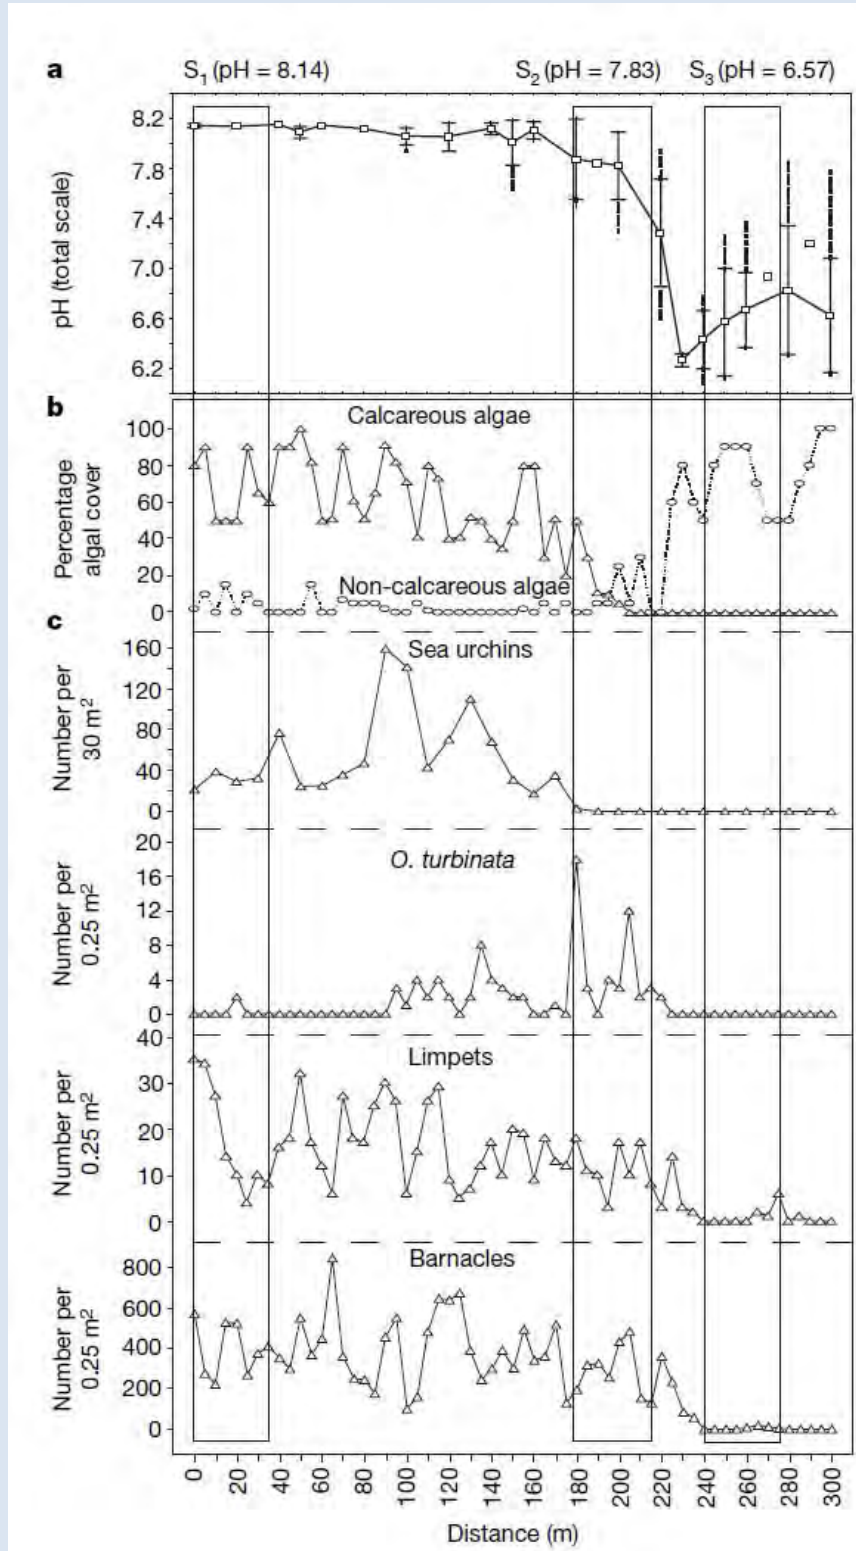 a
S₁ (pH = 8.14) S₂ (pH = 7.83) S₃ (pH = 6.57)
pH (total scale)
8.2
7.8
7.4
7.0
6.6
6.2
b
Calcareous algae
Percentage
algal cover
100
80
60
40
20
0
Non-calcareous algae
c
Sea urchins
Number per
30 m²
160
120
80
40
0
O. turbinata
Number per
0.25 m²
20
16
12
8
4
0
Limpets
Number per
0.25 m²
40
30
20
10
0
Barnacles
Number per
0.25 m²
800
600
400
200
0
0 20 40 60 80 100 120 140 160 180 200 220 240 260 280 300
Distance (m)